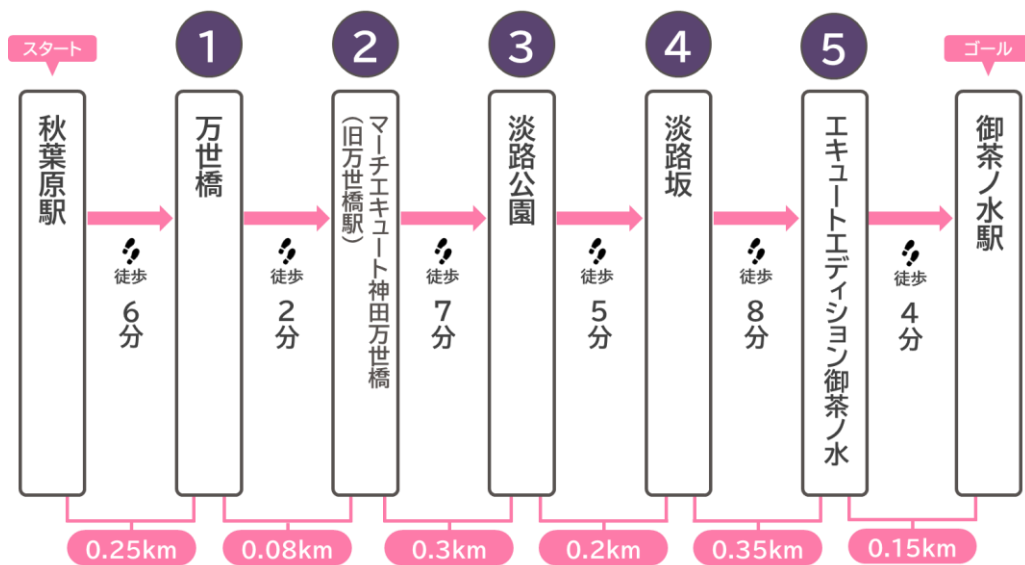 スタート
秋葉原駅
徒歩
6分
0.25km
1
万世橋
徒歩
2分
0.08km
2
マーチエキュート神田万世橋
（旧万世橋駅）
徒歩
7分
0.3km
3
淡路公園
徒歩
5分
0.2km
4
淡路坂
徒歩
8分
0.35km
5
エキュートエディション御茶ノ水
徒歩
4分
0.15km
ゴール
御茶ノ水駅